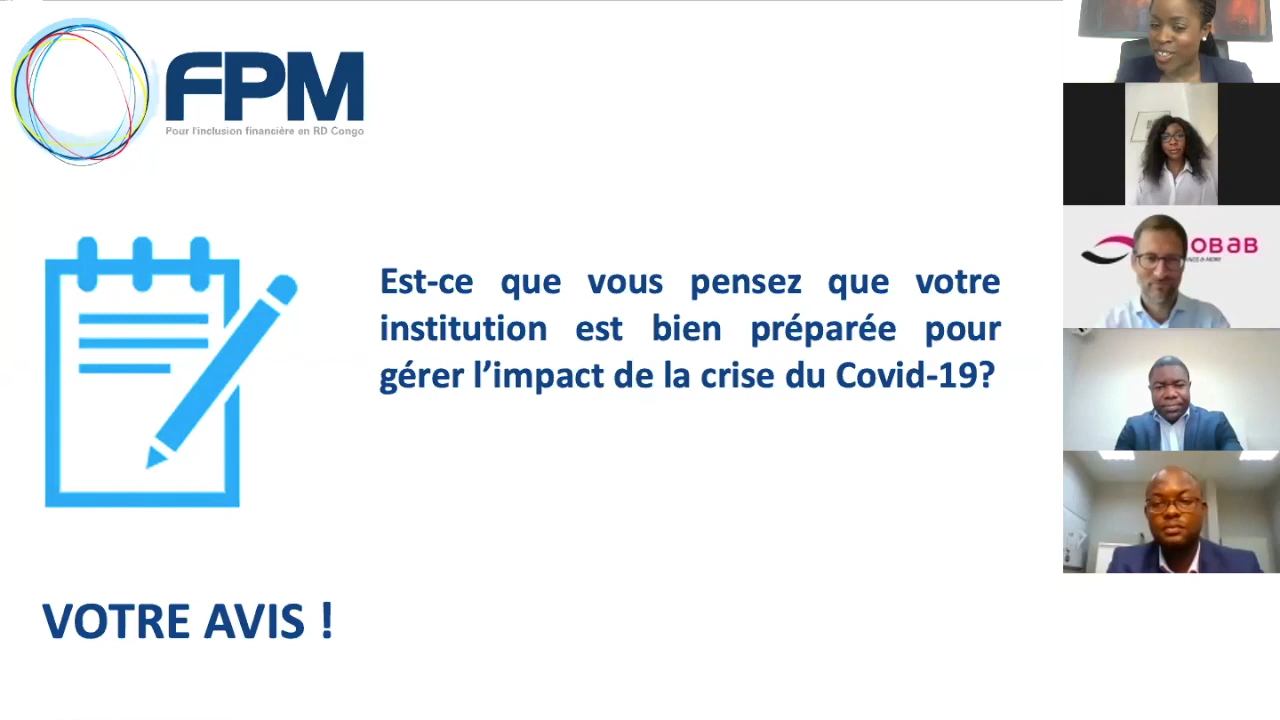 FPM
Pour l'inclusion financière en RD Congo
Est-ce que vous pensez que votre
institution est bien préparée pour
gérer l’impact de la crise du Covid-19?
VOTRE AVIS !
OBAB